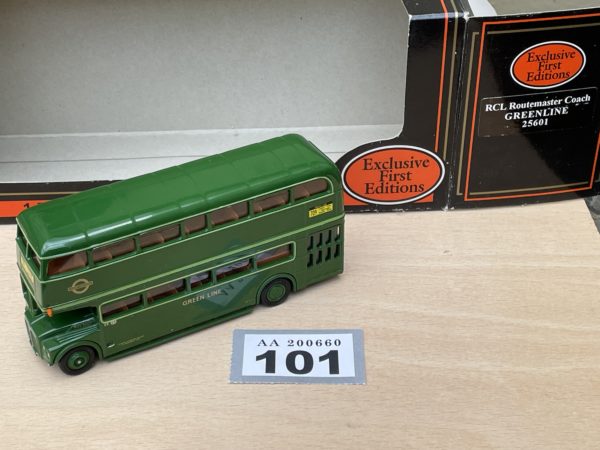 Exclusive
First
Editions
RCL Routemaster Coach
GREENLINE
25601
Exclusive
First
Editions
GREEN LINE
AA 200660
101